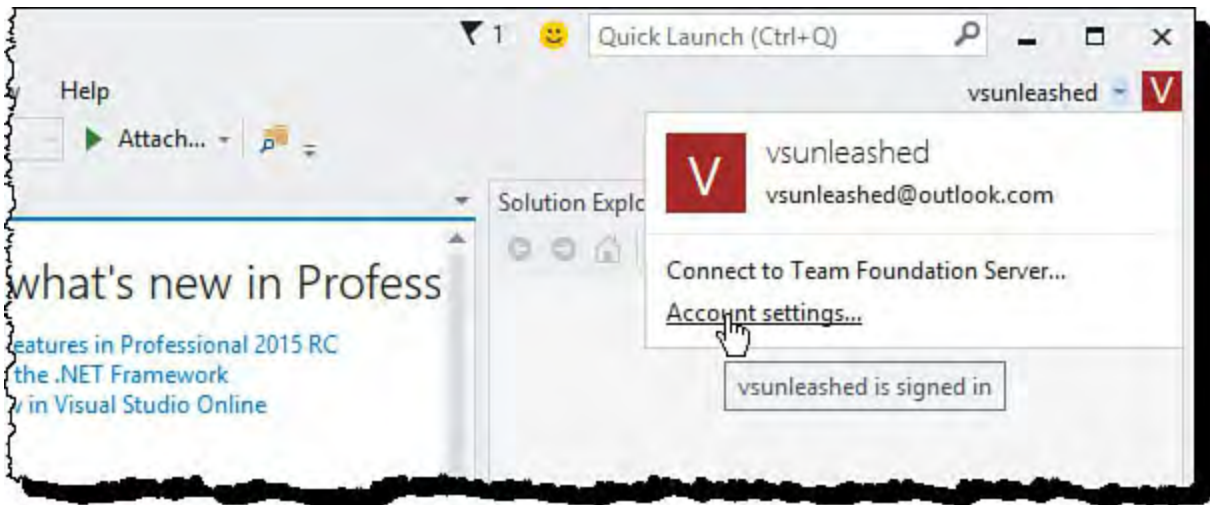 1
Quick Launch (Ctrl+Q)
Help
vsunleashed
V
Attach...
V
vsunleashed
vsunleashed@outlook.com
Solution Explo
Connect to Team Foundation Server...
Account settings...
what's new in Profess
eatures in Professional 2015 RC
the .NET Framework
in Visual Studio Online
vsunleashed is signed in